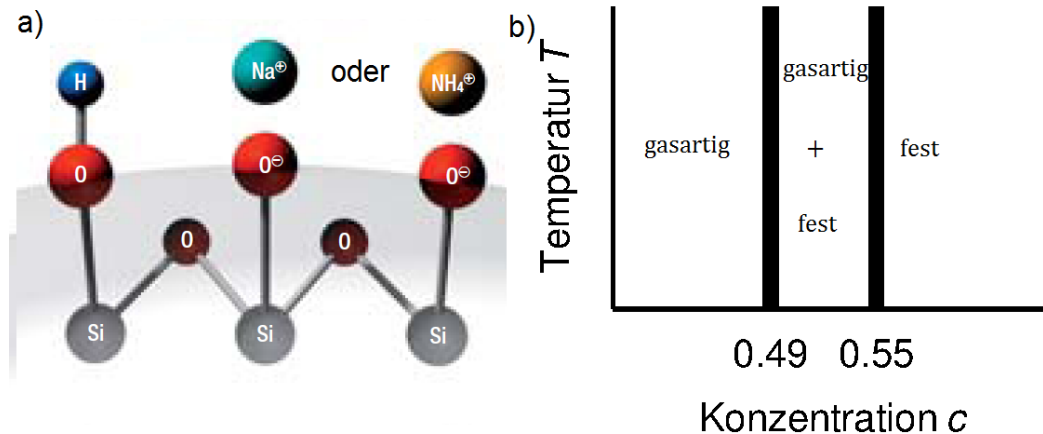 a)
H
Na⊕
oder
NH₄⊕
O
O⊖
O⊖
O
O
Si
Si
Si
b)
Temperatur T
gasartig
gasartig
+
fest
fest
0.49
0.55
Konzentration c